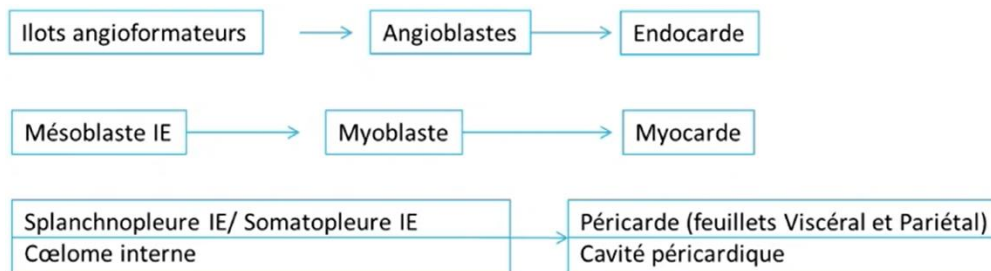 Ilots angioformateurs Angioblastes Endocarde
Mésoblaste IE Myoblaste Myocarde
Splanchnopleure IE/ Somatopleure IE Péricarde (feuillets Viscéral et Pariétal)
Cœlome interne Cavité péricardique